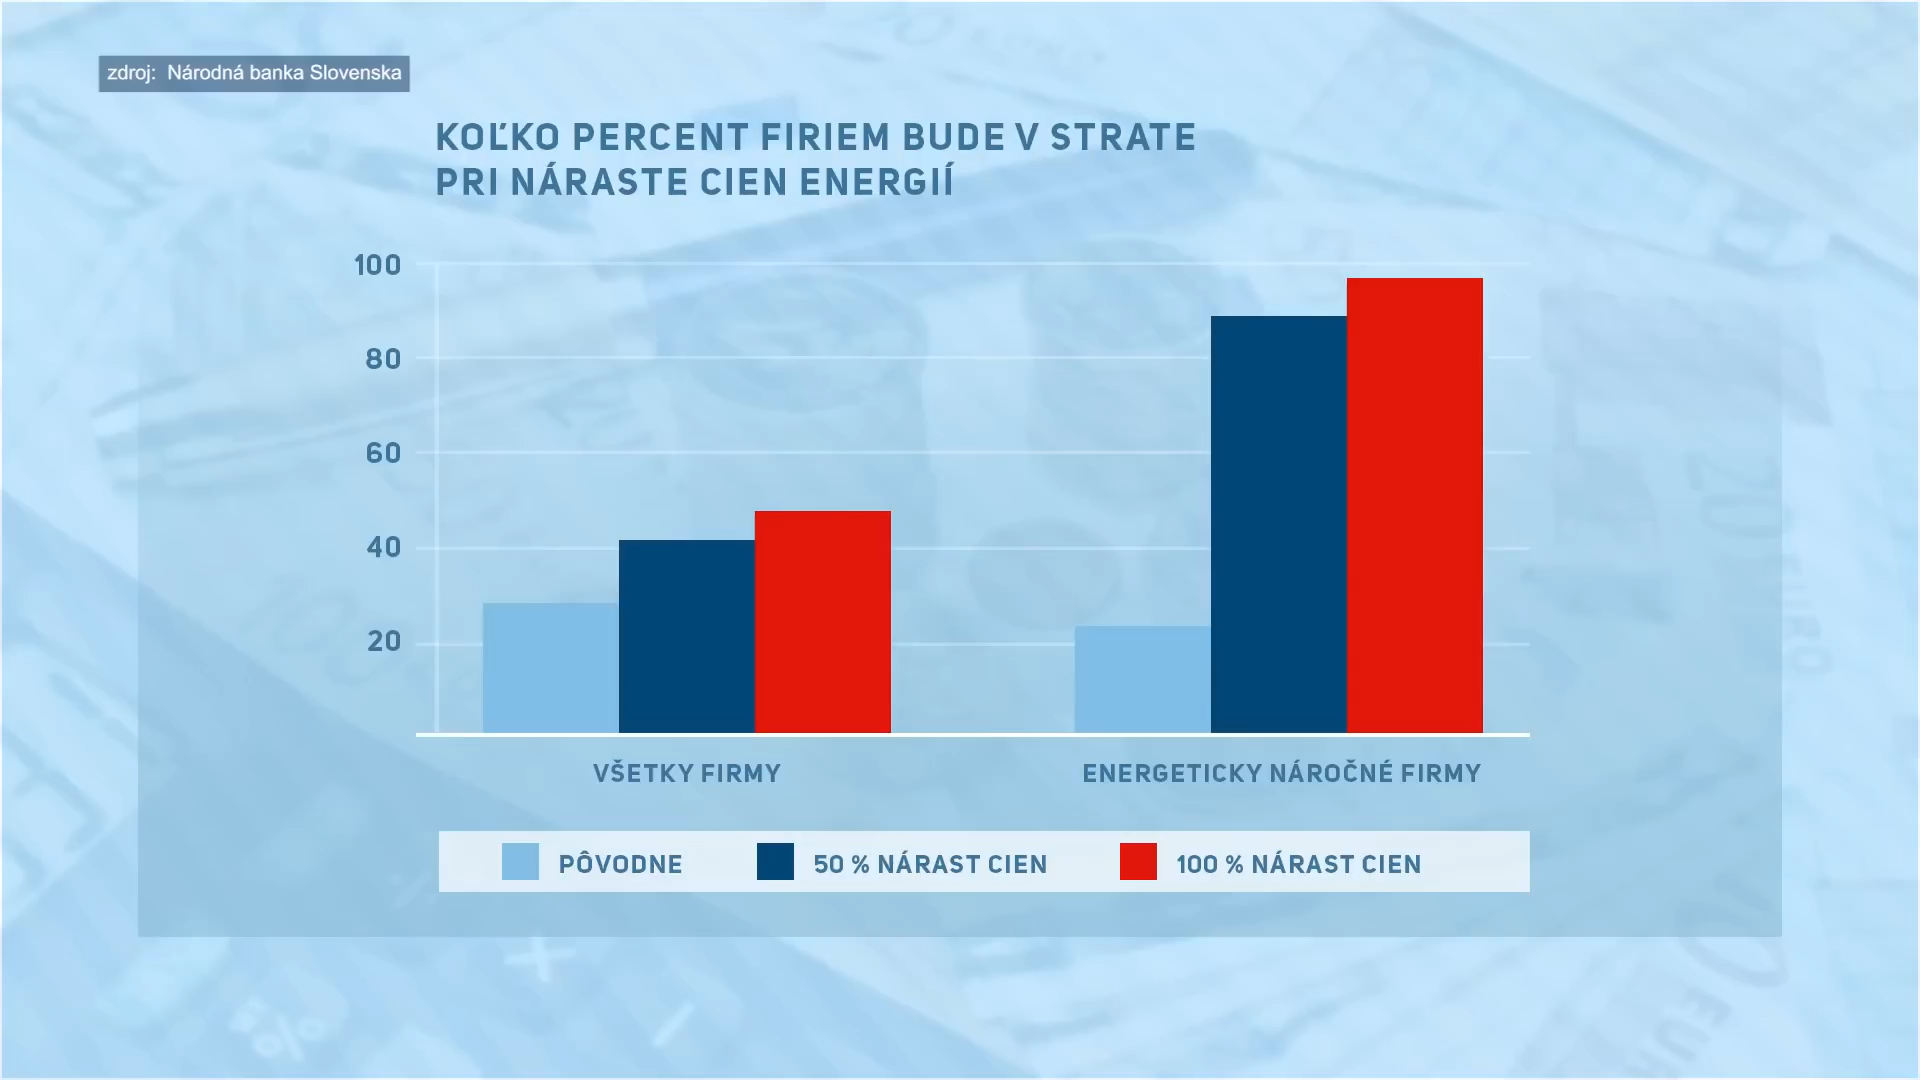 zdroj: Národná banka Slovenska
KOĽKO PERCENT FIRIEM BUDE V STRATE
PRI NÁRASTE CIEN ENERGIÍ
100
80
60
40
20
VŠETKY FIRMY
ENERGETICKY NÁROČNÉ FIRMY
PÔVODNE
50 % NÁRAST CIEN
100 % NÁRAST CIEN